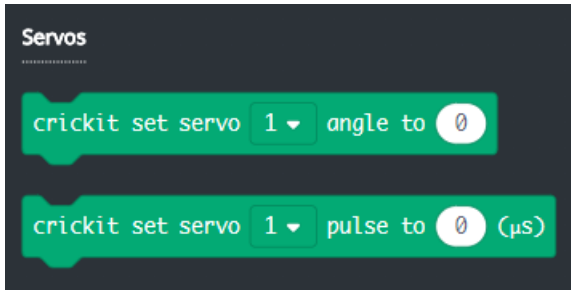 Servos
crickit set servo 1 angle to 0
crickit set servo 1 pulse to 0 (µs)